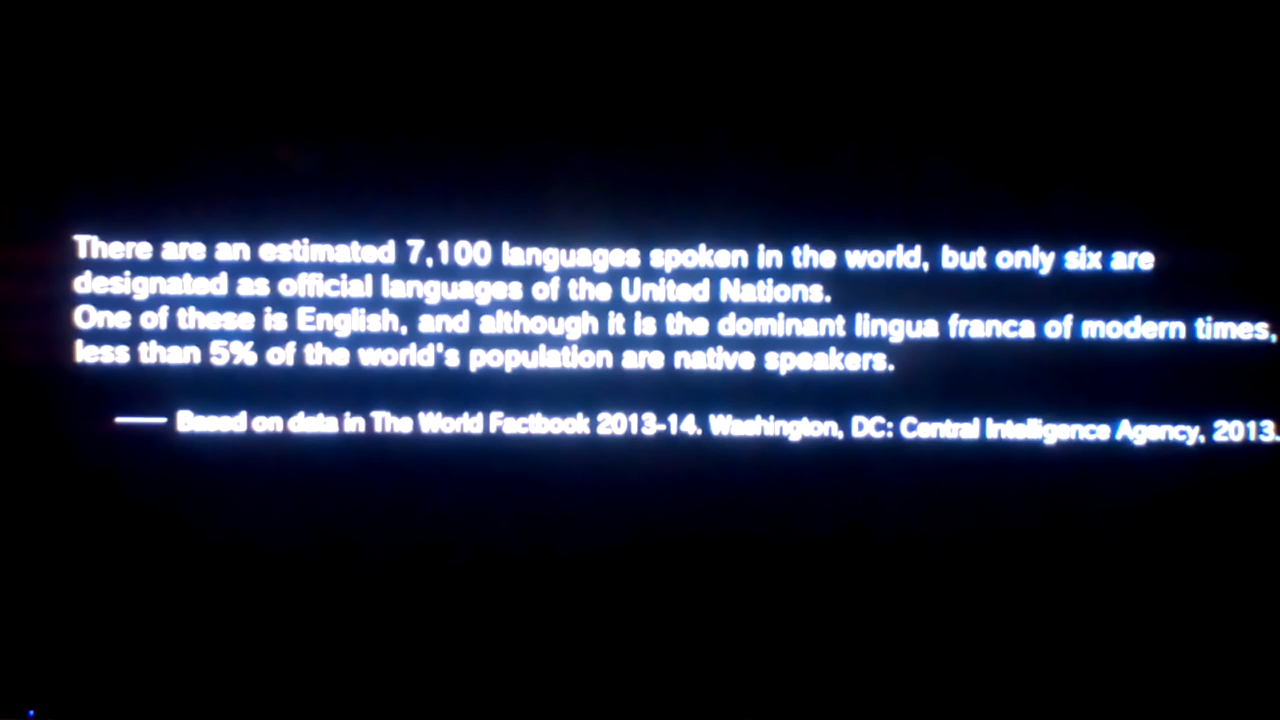 There are an estimated 7,100 languages spoken in the world, but only six are
designated as official languages of the United Nations.
One of these is English, and although it is the dominant lingua franca of modern times,
less than 5% of the world's population are native speakers.
— Based on data in The World Factbook 2013-14. Washington, DC: Central Intelligence Agency, 2013.